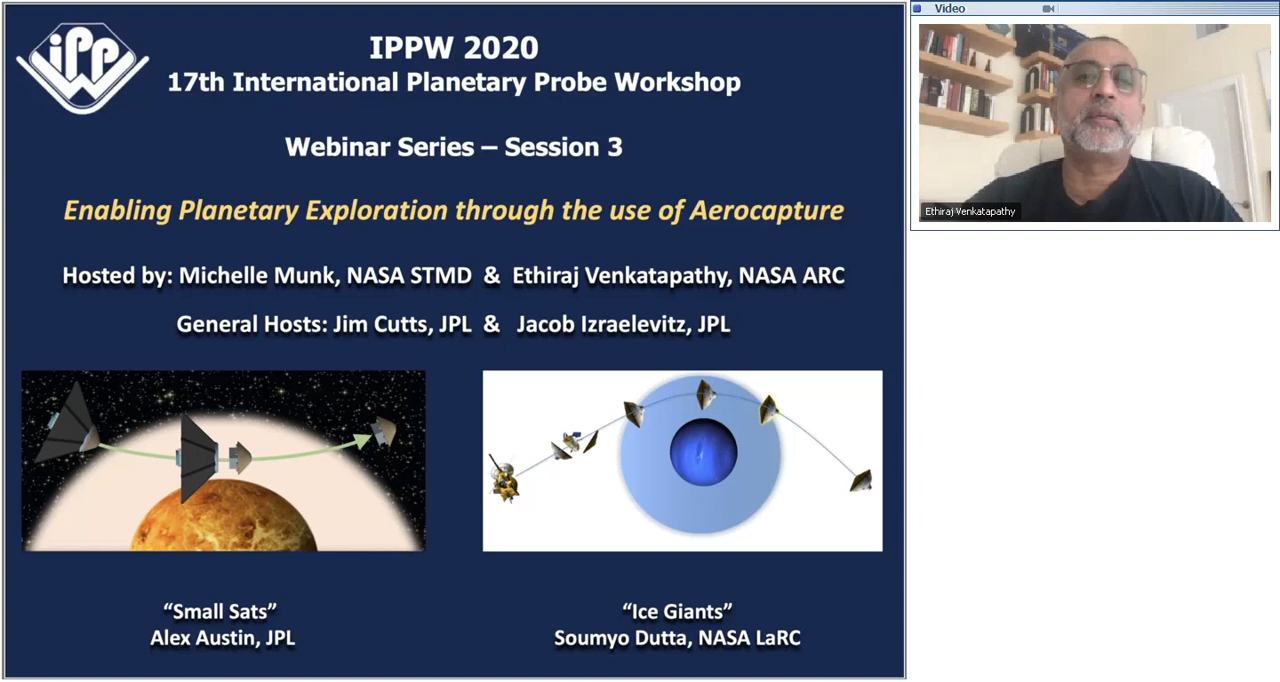 iPPW
IPPW 2020
17th International Planetary Probe Workshop
Webinar Series – Session 3
Enabling Planetary Exploration through the use of Aerocapture
Hosted by: Michelle Munk, NASA STMD & Ethiraj Venkatapathy, NASA ARC
General Hosts: Jim Cutts, JPL & Jacob Izraelevitz, JPL
“Small Sats”
Alex Austin, JPL
“Ice Giants”
Soumyo Dutta, NASA LaRC
Video
Ethiraj Venkatapathy